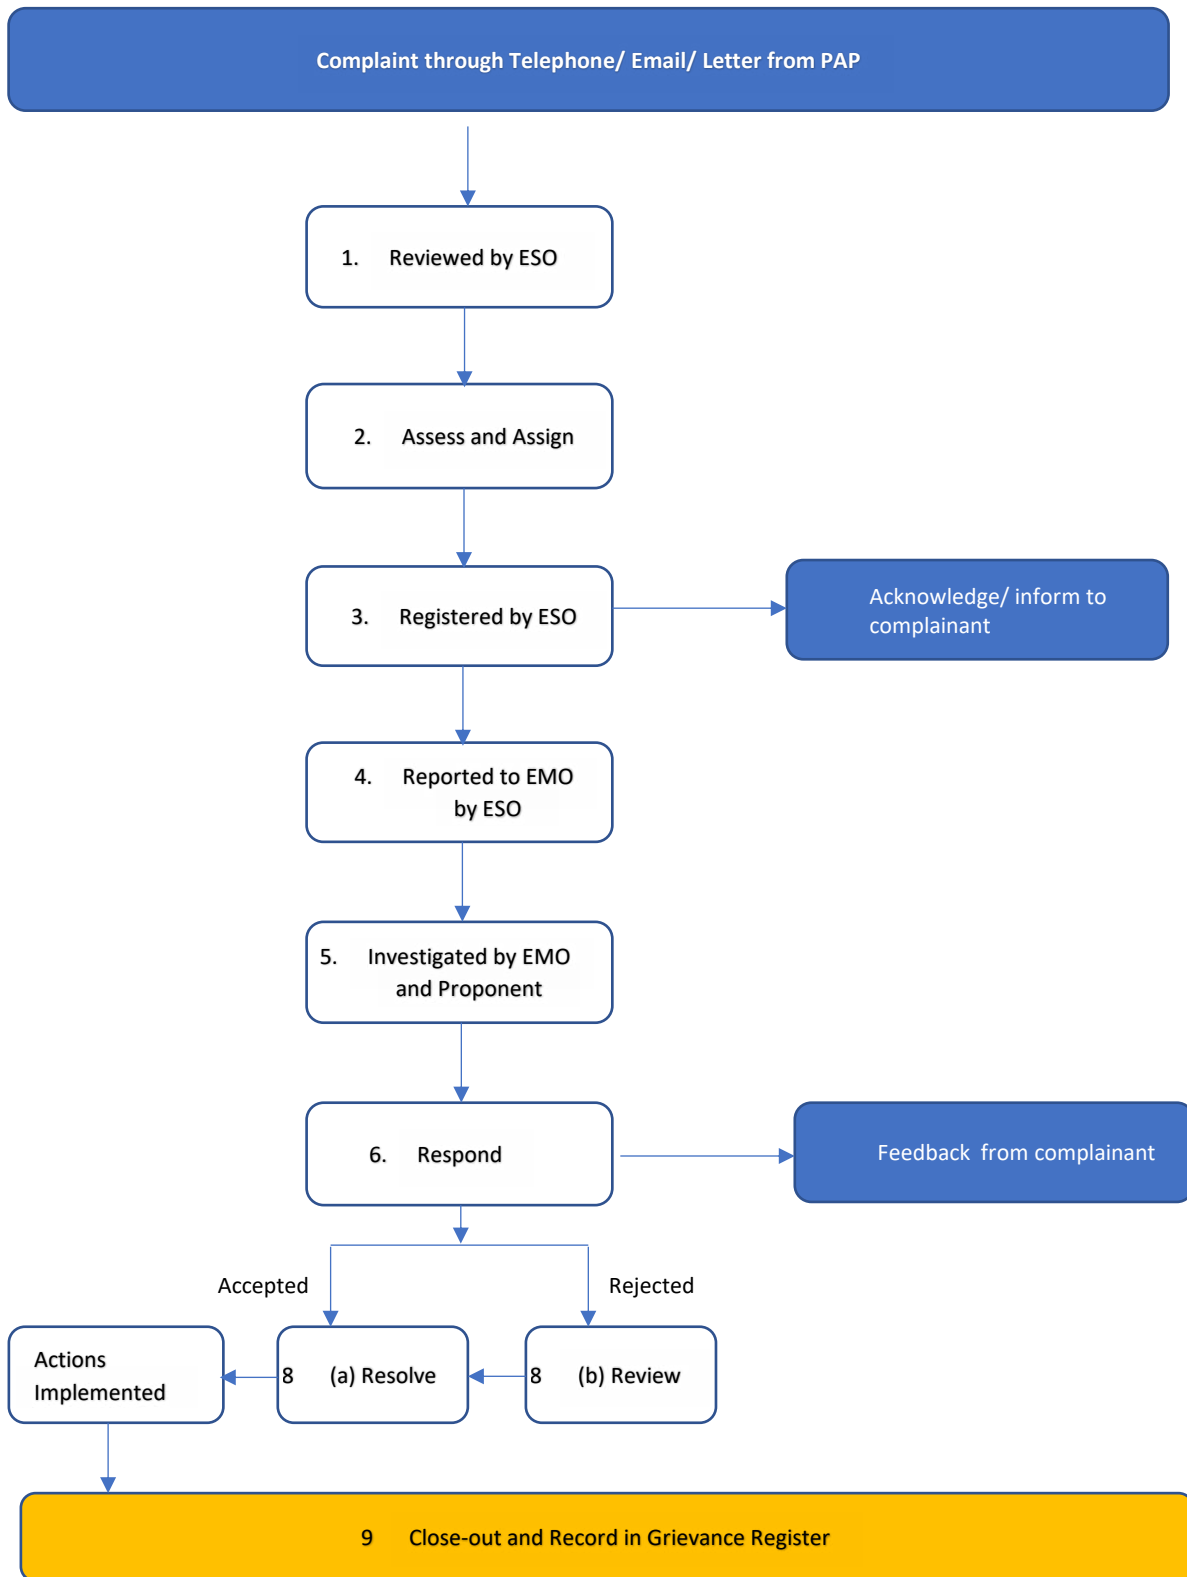 Complaint through Telephone/ Email/ Letter from PAP
1. Reviewed by ESO
2. Assess and Assign
3. Registered by ESO
Acknowledge/ inform to
complainant
4. Reported to EMO
by ESO
5. Investigated by EMO
and Proponent
6. Respond
Feedback from complainant
Accepted
Rejected
Actions
Implemented
8 (a) Resolve
8 (b) Review
9 Close-out and Record in Grievance Register